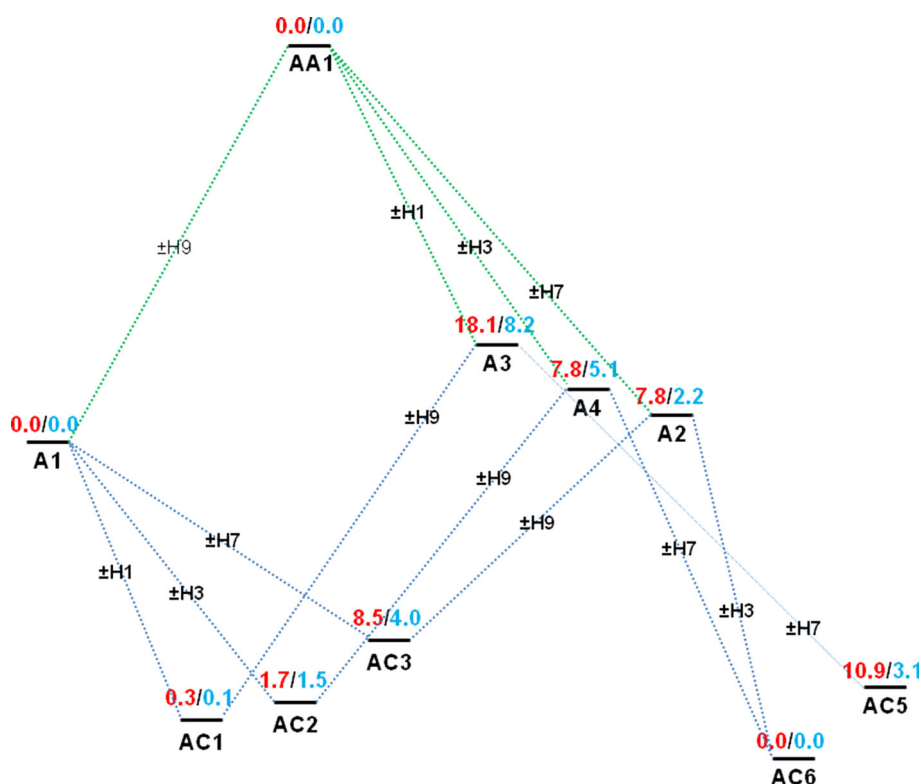 0.0/0.0
AA1
±H1
±H9
±H3
±H7
18.1/8.2
A3
7.8/5.1
A4
7.8/2.2
A2
0.0/0.0
A1
±H9
±H9
±H9
±H7
±H7
±H1
±H3
±H3
±H7
8.5/4.0
AC3
10.9/3.1
AC5
1.7/1.5
AC2
0.3/0.1
AC1
0.0/0.0
AC6